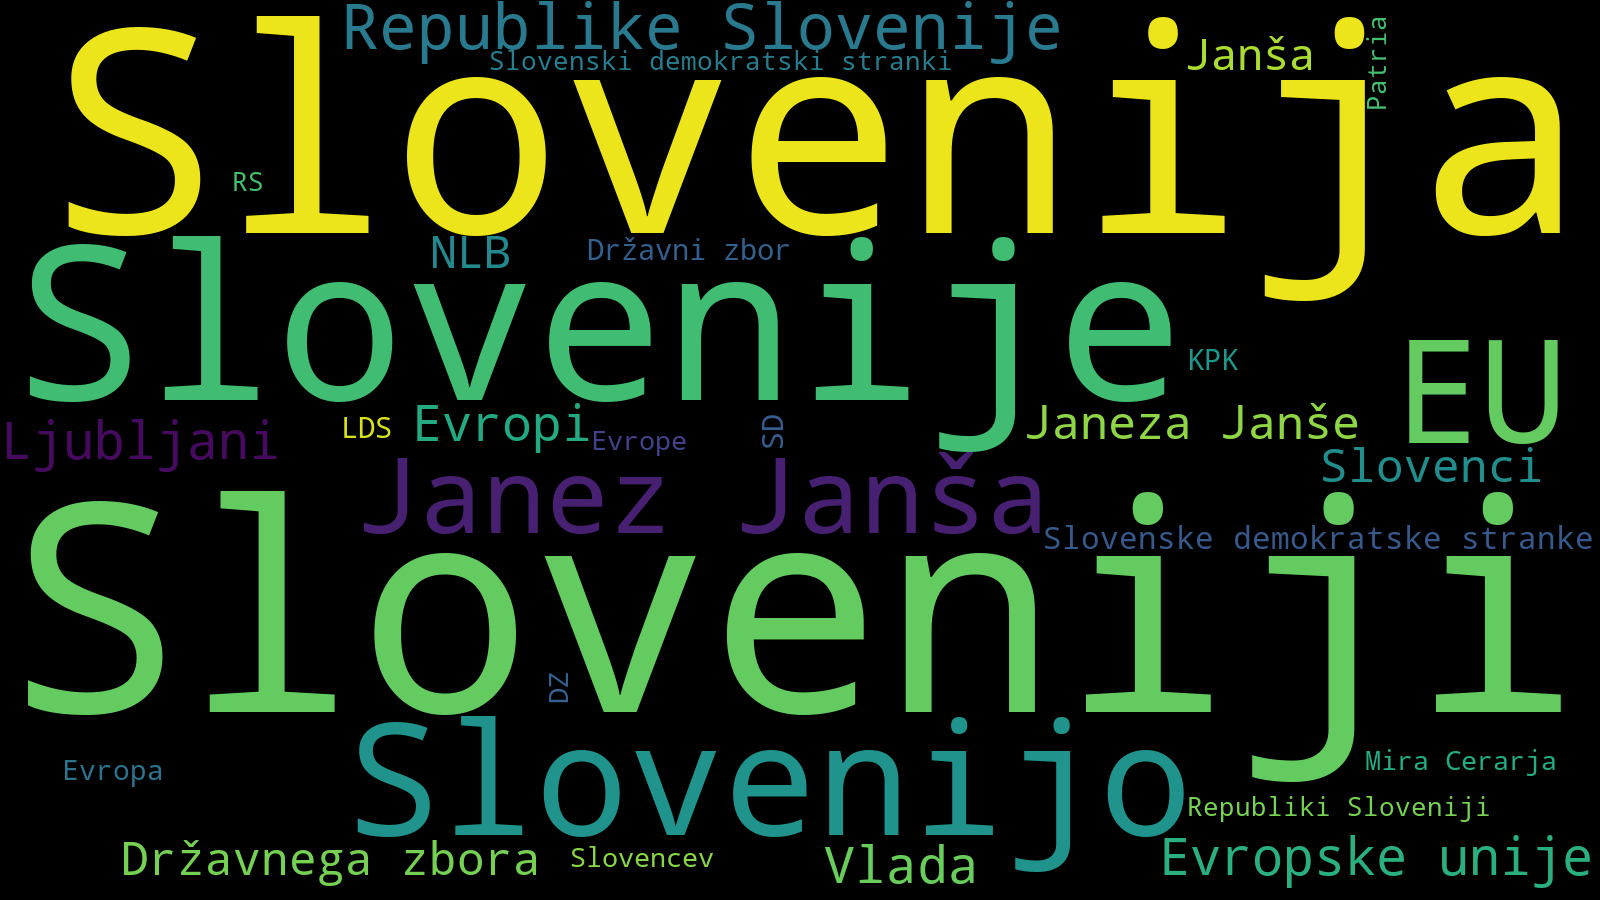 Republike Slovenije
Slovenski demokratski stranki
Janša
Patria
Slovenija
RS
NLB
Državni zbor
Slovenije
KPK
EU
Ljubljani
LDS
Evropi
Evrope
SD
Janeza Janše
Slovenci
Janez Janša
Slovenske demokratske stranke
Sloveniji
DZ
Slovenijo
Evropa
Mira Cerarja
Republiki Sloveniji
Državnega zbora
Slovencev
Vlada
Evropske unije